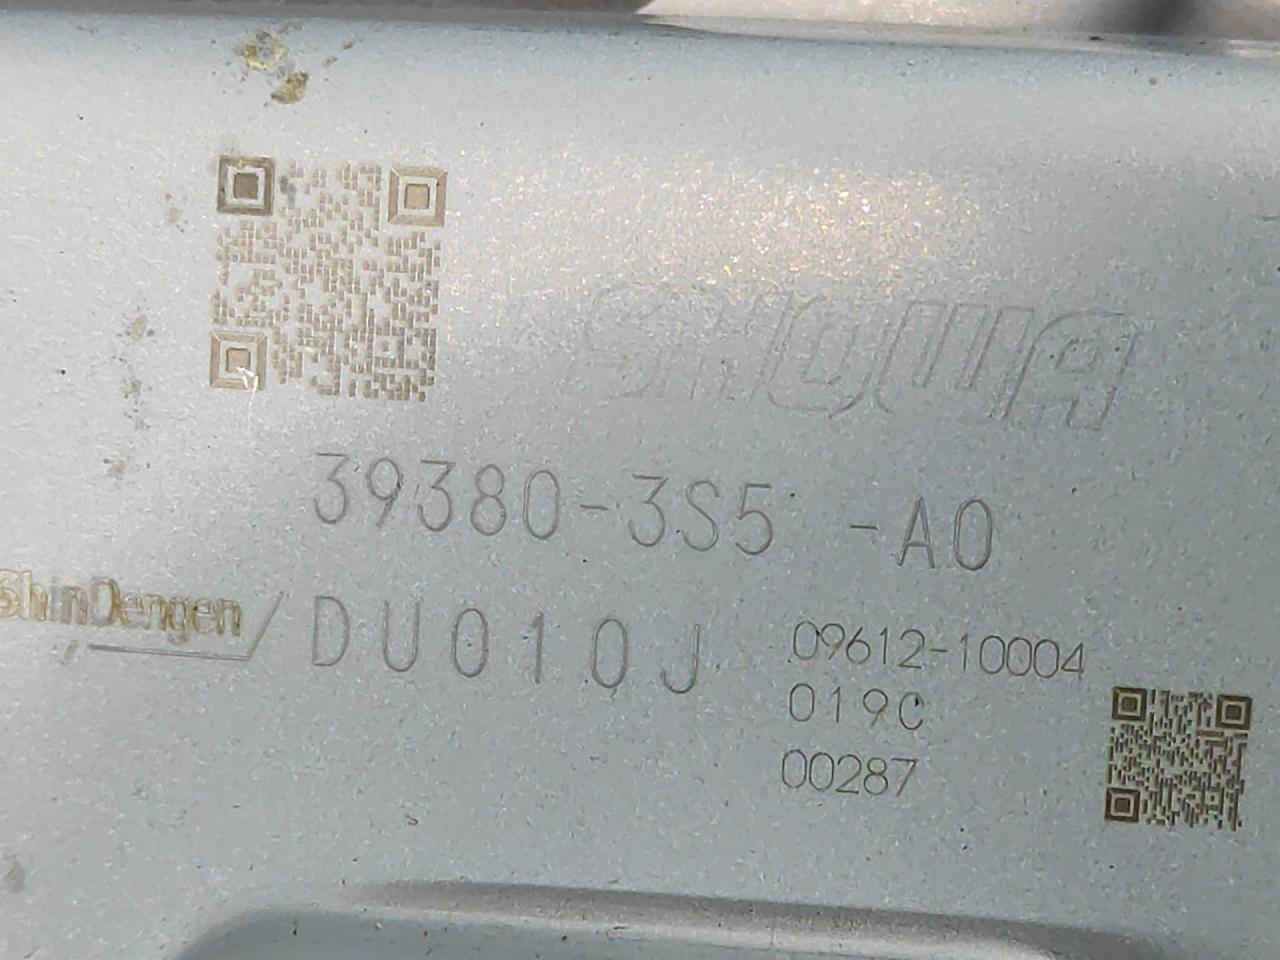 39380-3S5 -A0
ShinDengen
DU010J
09612-10004
019C
00287